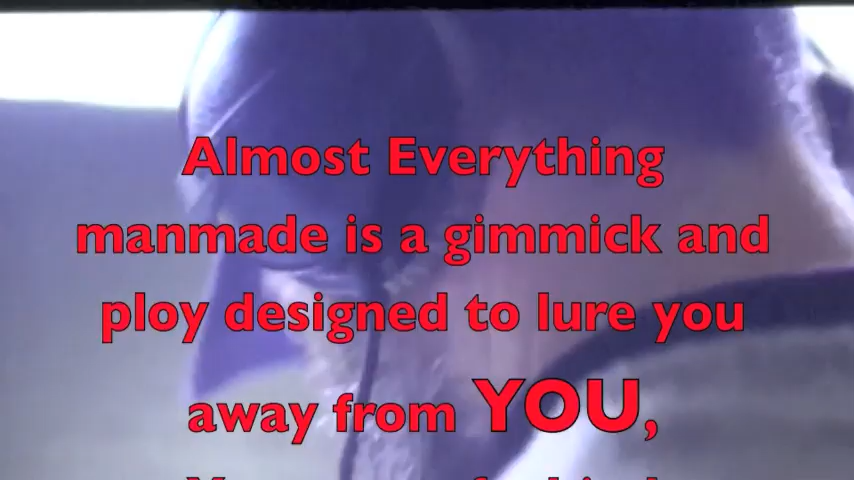 Almost Everything
manmade is a gimmick and
ploy designed to lure you
away from YOU,